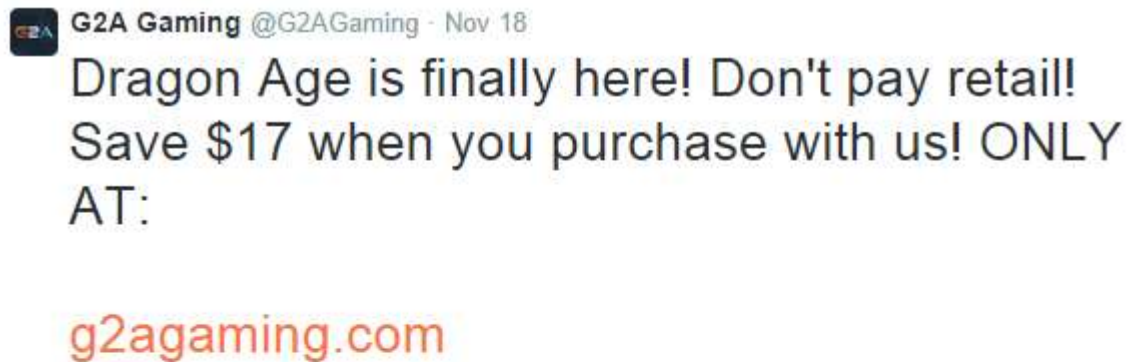 G2A
G2A Gaming @G2AGaming · Nov 18
Dragon Age is finally here! Don't pay retail!
Save $17 when you purchase with us! ONLY
AT:
g2agaming.com